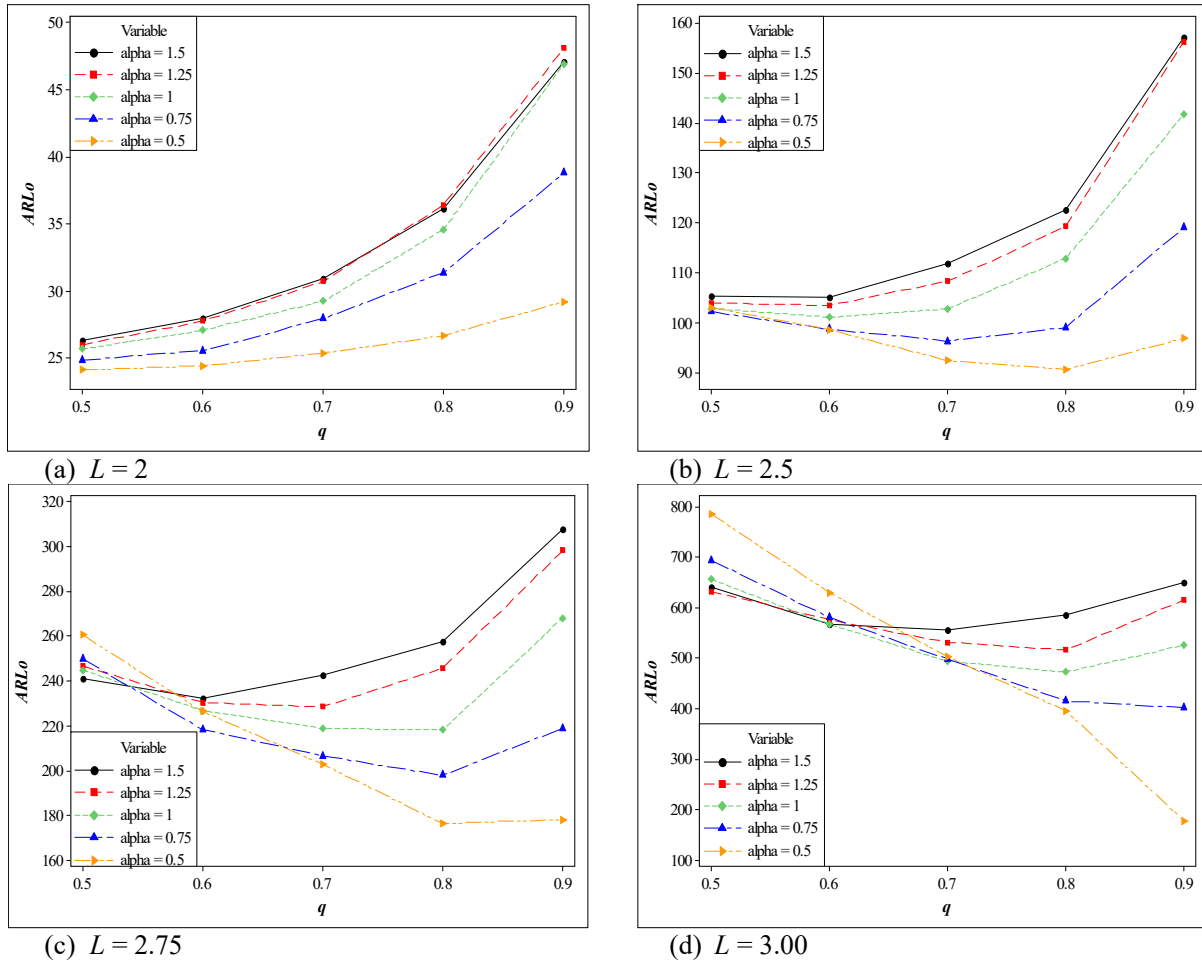 50
45
40
35
30
25
ARLo
Variable
alpha = 1.5
alpha = 1.25
alpha = 1
alpha = 0.75
alpha = 0.5
0.5 0.6 0.7 0.8 0.9
q
(a) L = 2
160
150
140
130
120
110
100
90
ARLo
Variable
alpha = 1.5
alpha = 1.25
alpha = 1
alpha = 0.75
alpha = 0.5
0.5 0.6 0.7 0.8 0.9
q
(b) L = 2.5
320
300
280
260
240
220
200
180
160
ARLo
Variable
alpha = 1.5
alpha = 1.25
alpha = 1
alpha = 0.75
alpha = 0.5
0.5 0.6 0.7 0.8 0.9
q
(c) L = 2.75
800
700
600
500
400
300
200
100
ARLo
Variable
alpha = 1.5
alpha = 1.25
alpha = 1
alpha = 0.75
alpha = 0.5
0.5 0.6 0.7 0.8 0.9
q
(d) L = 3.00